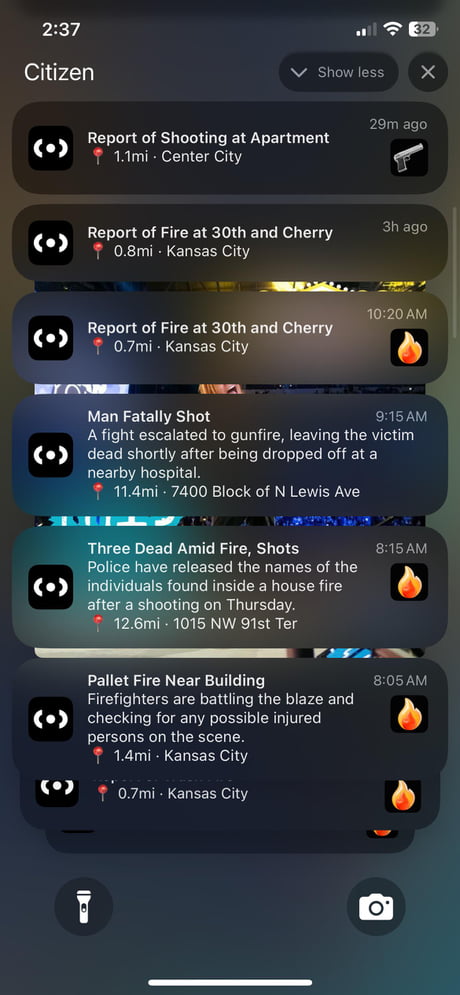 2:37
32
Citizen
Show less
29m ago
Report of Shooting at Apartment
1.1mi · Center City
3h ago
Report of Fire at 30th and Cherry
0.8mi · Kansas City
10:20 AM
Report of Fire at 30th and Cherry
0.7mi · Kansas City
Man Fatally Shot
9:15 AM
A fight escalated to gunfire, leaving the victim
dead shortly after being dropped off at a
nearby hospital.
11.4mi · 7400 Block of N Lewis Ave
Three Dead Amid Fire, Shots
8:15 AM
Police have released the names of the
individuals found inside a house fire
after a shooting on Thursday.
12.6mi · 1015 NW 91st Ter
Pallet Fire Near Building
8:05 AM
Firefighters are battling the blaze and
checking for any possible injured
persons on the scene.
1.4mi · Kansas City
0.7mi · Kansas City